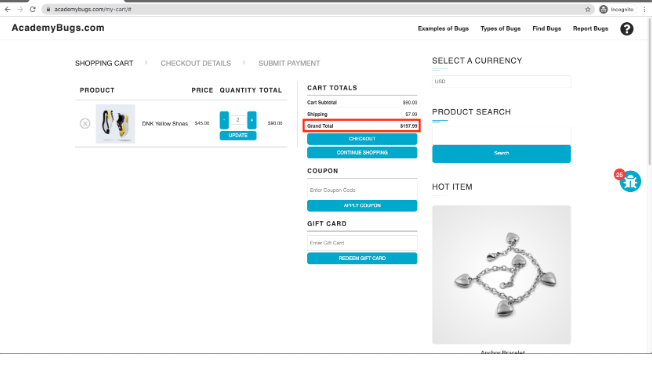 academybugs.com/my-cart/#
Incognito
AcademyBugs.com
Examples of Bugs
Types of Bugs
Find Bugs
Report Bugs
?
SHOPPING CART
CHECKOUT DETAILS
SUBMIT PAYMENT
PRODUCT
PRICE
QUANTITY
TOTAL
DNK Yellow Shoes
$45.00
-
2
+
$90.00
UPDATE
CART TOTALS
Cart Subtotal
$90.00
Shipping
$7.99
Grand Total
$197.99
CHECKOUT
CONTINUE SHOPPING
COUPON
Enter Coupon Code
APPLY COUPON
GIFT CARD
Enter Gift Card
REDEEM GIFT CARD
SELECT A CURRENCY
USD
PRODUCT SEARCH
Search
25
HOT ITEM
Anchor Bracelet